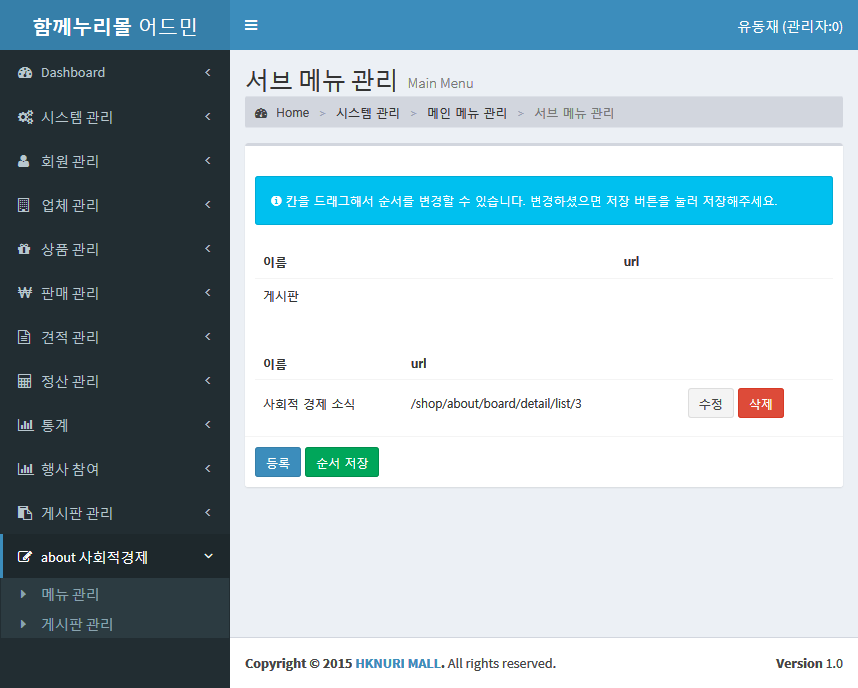 함께누리몰 어드민
유동재 (관리자:0)
Dashboard
시스템 관리
회원 관리
업체 관리
상품 관리
₩ 판매 관리
견적 관리
정산 관리
통계
행사 참여
게시판 관리
about 사회적경제
메뉴 관리
게시판 관리
서브 메뉴 관리 Main Menu
Home > 시스템 관리 > 메인 메뉴 관리 > 서브 메뉴 관리
칸을 드래그해서 순서를 변경할 수 있습니다. 변경하셨으면 저장 버튼을 눌러 저장해주세요.
이름 url
게시판
이름 url
사회적 경제 소식 /shop/about/board/detail/list/3 수정 삭제
등록 순서 저장
Copyright © 2015 HKNURI MALL. All rights reserved. Version 1.0